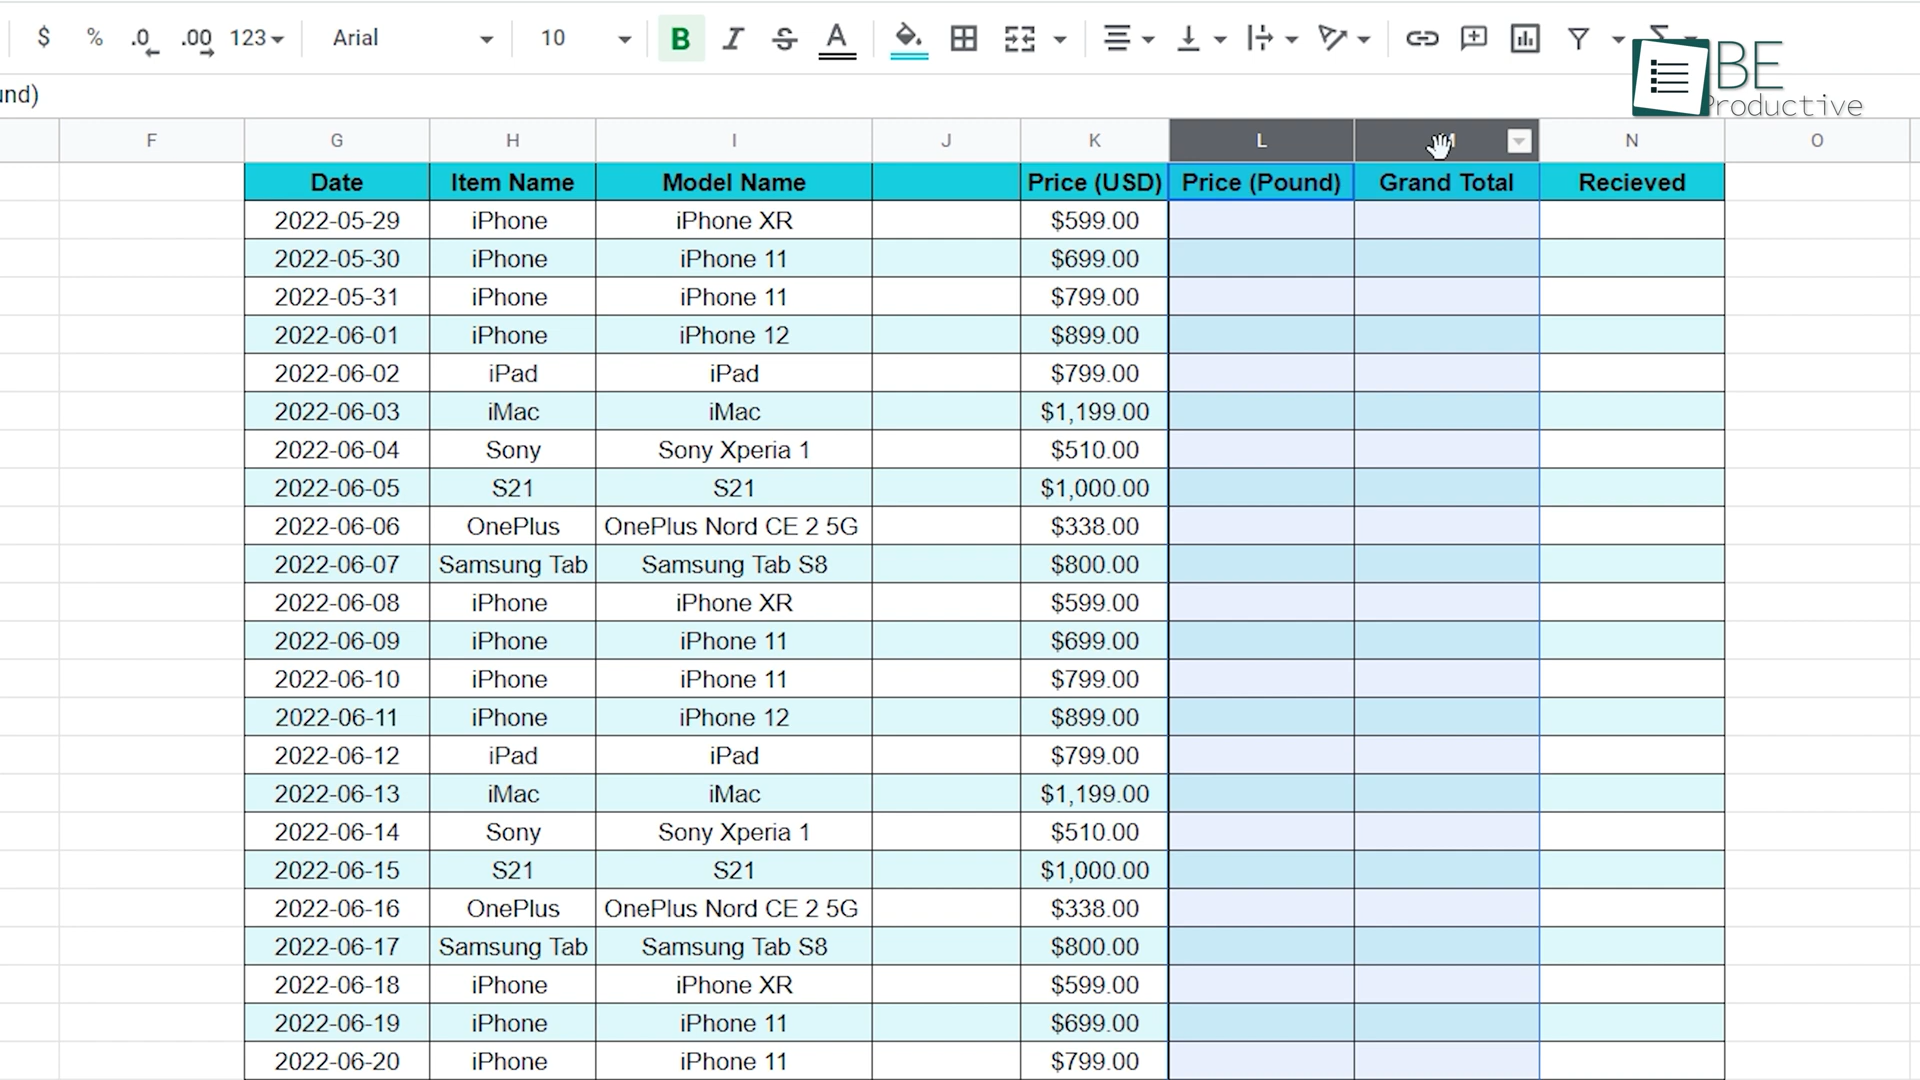 $ % .0 .00 123 Arial 10 B I S A
BE
Productive
und)
F G H I J K L N O
Date Item Name Model Name Price (USD) Price (Pound) Grand Total Recieved
2022-05-29 iPhone iPhone XR $599.00
2022-05-30 iPhone iPhone 11 $699.00
2022-05-31 iPhone iPhone 11 $799.00
2022-06-01 iPhone iPhone 12 $899.00
2022-06-02 iPad iPad $799.00
2022-06-03 iMac iMac $1,199.00
2022-06-04 Sony Sony Xperia 1 $510.00
2022-06-05 S21 S21 $1,000.00
2022-06-06 OnePlus OnePlus Nord CE 2 5G $338.00
2022-06-07 Samsung Tab Samsung Tab S8 $800.00
2022-06-08 iPhone iPhone XR $599.00
2022-06-09 iPhone iPhone 11 $699.00
2022-06-10 iPhone iPhone 11 $799.00
2022-06-11 iPhone iPhone 12 $899.00
2022-06-12 iPad iPad $799.00
2022-06-13 iMac iMac $1,199.00
2022-06-14 Sony Sony Xperia 1 $510.00
2022-06-15 S21 S21 $1,000.00
2022-06-16 OnePlus OnePlus Nord CE 2 5G $338.00
2022-06-17 Samsung Tab Samsung Tab S8 $800.00
2022-06-18 iPhone iPhone XR $599.00
2022-06-19 iPhone iPhone 11 $699.00
2022-06-20 iPhone iPhone 11 $799.00